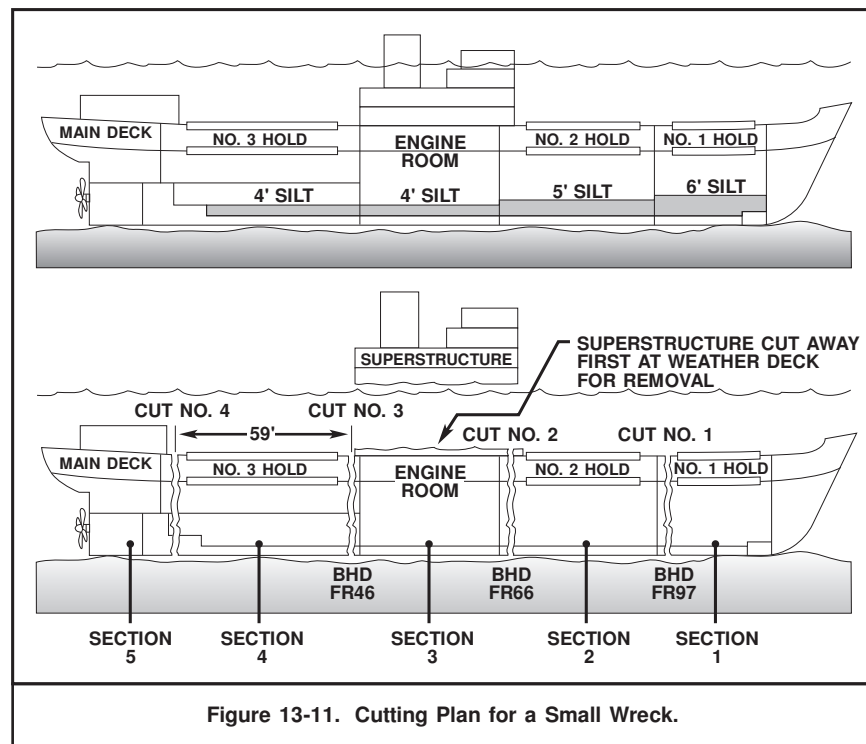 MAIN DECK
NO. 3 HOLD
ENGINE
ROOM
NO. 2 HOLD
NO. 1 HOLD
4' SILT
4' SILT
5' SILT
6' SILT
SUPERSTRUCTURE
SUPERSTRUCTURE CUT AWAY
FIRST AT WEATHER DECK
FOR REMOVAL
CUT NO. 4
59'
CUT NO. 3
CUT NO. 2
CUT NO. 1
MAIN DECK
NO. 3 HOLD
ENGINE
ROOM
NO. 2 HOLD
NO. 1 HOLD
BHD
FR46
BHD
FR66
BHD
FR97
SECTION
5
SECTION
4
SECTION
3
SECTION
2
SECTION
1
Figure 13-11. Cutting Plan for a Small Wreck.